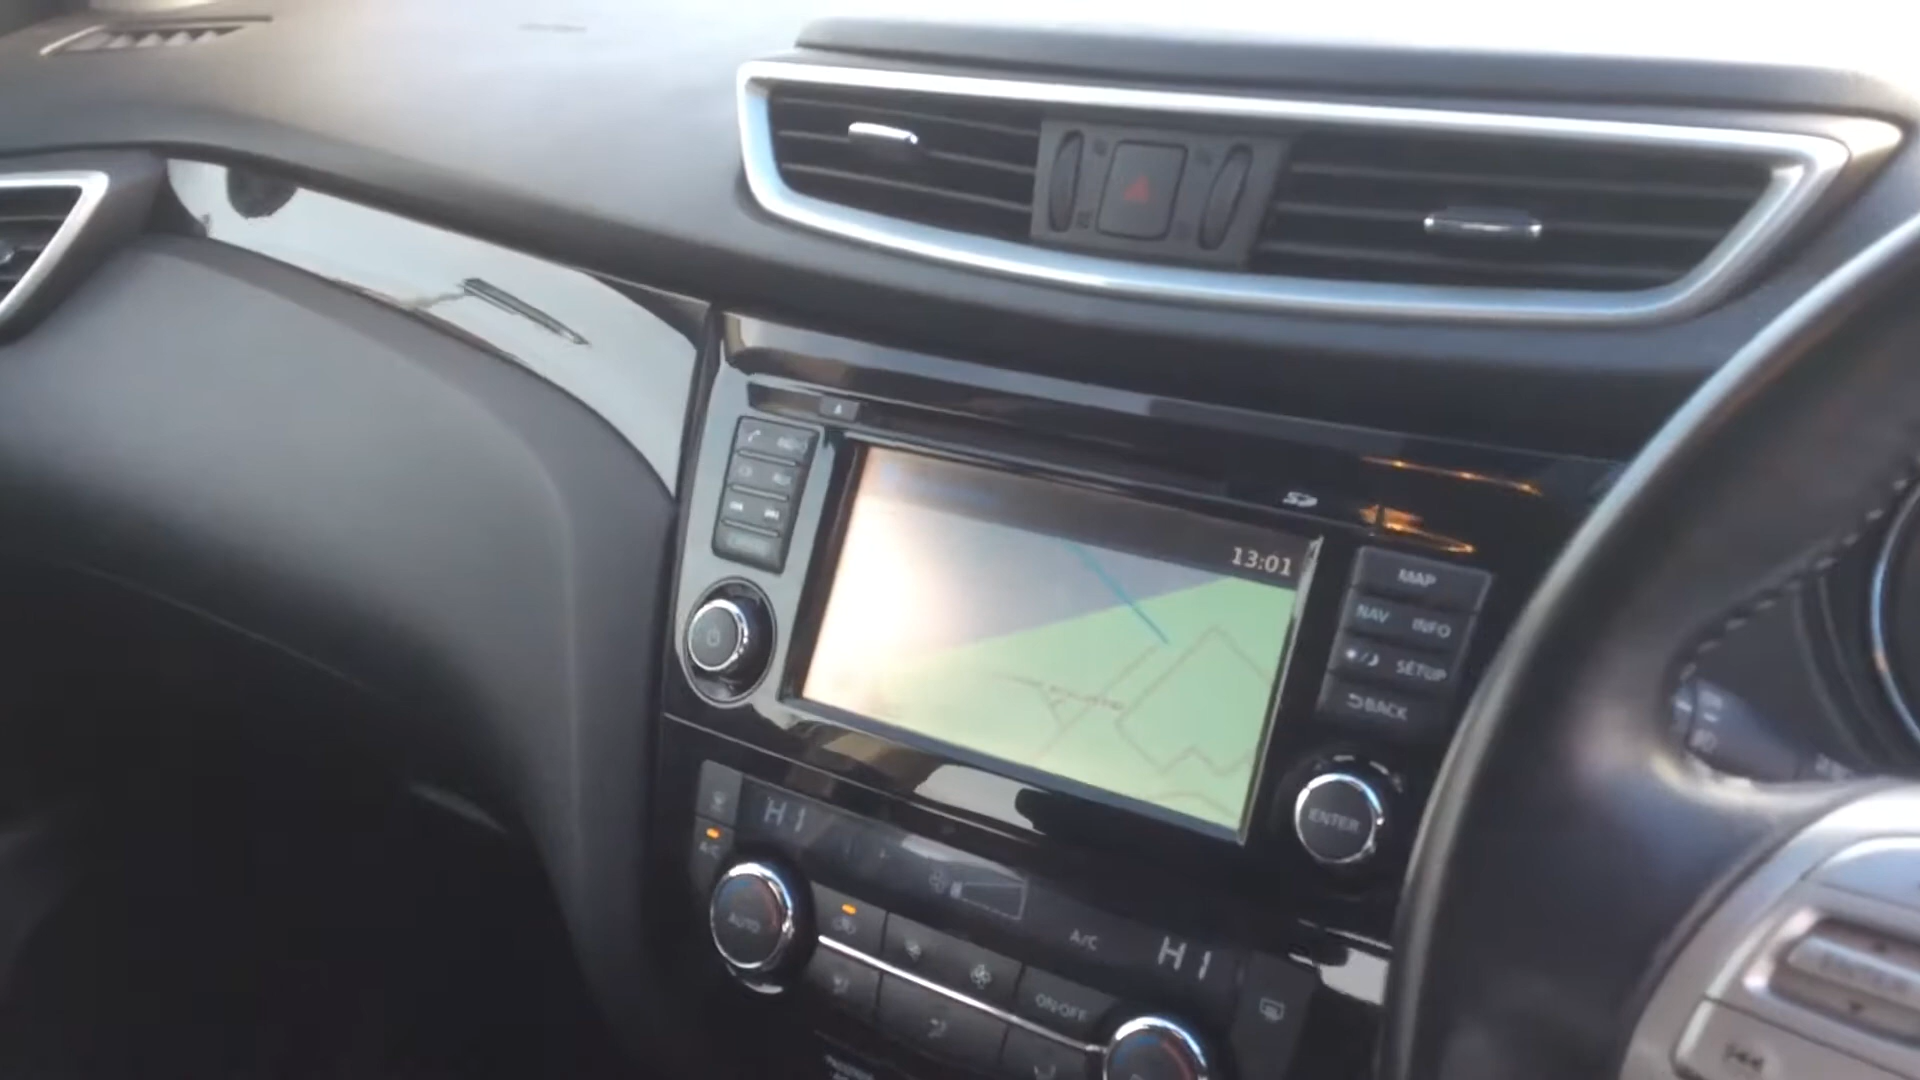 SD
13:01
MAP
NAV INFO
SETUP
BACK
ENTER
HI
A/C
AUTO
A/C
HI
ON·OFF